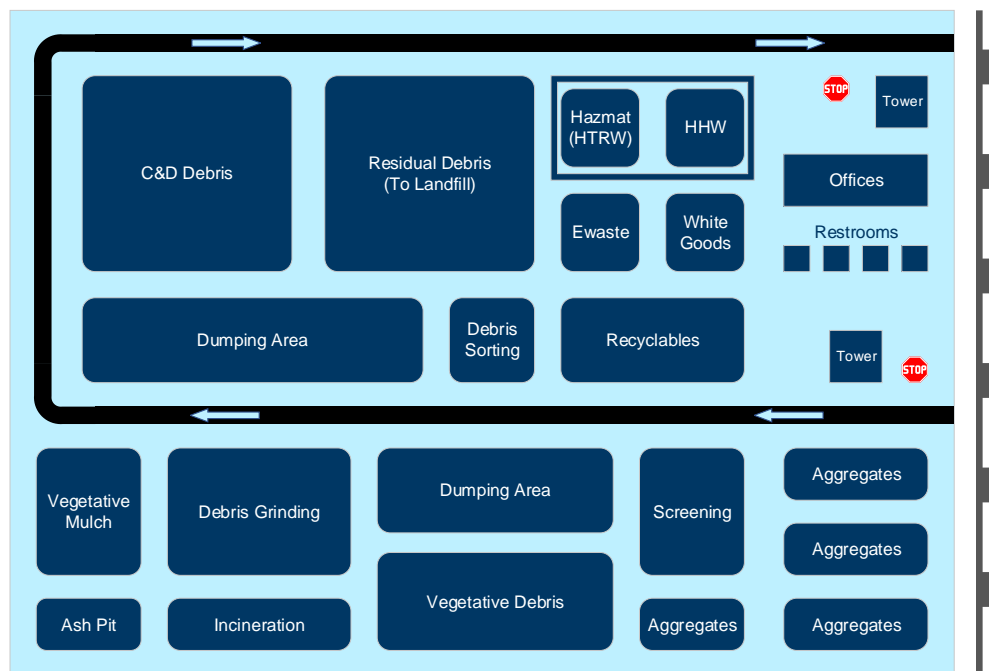 STOP
Tower
C&D Debris
Residual Debris
(To Landfill)
Hazmat
(HTRW)
HHW
Offices
Ewaste
White
Goods
Restrooms
Dumping Area
Debris
Sorting
Recyclables
Tower
STOP
Vegetative
Mulch
Debris Grinding
Dumping Area
Screening
Aggregates
Aggregates
Vegetative Debris
Ash Pit
Incineration
Aggregates
Aggregates